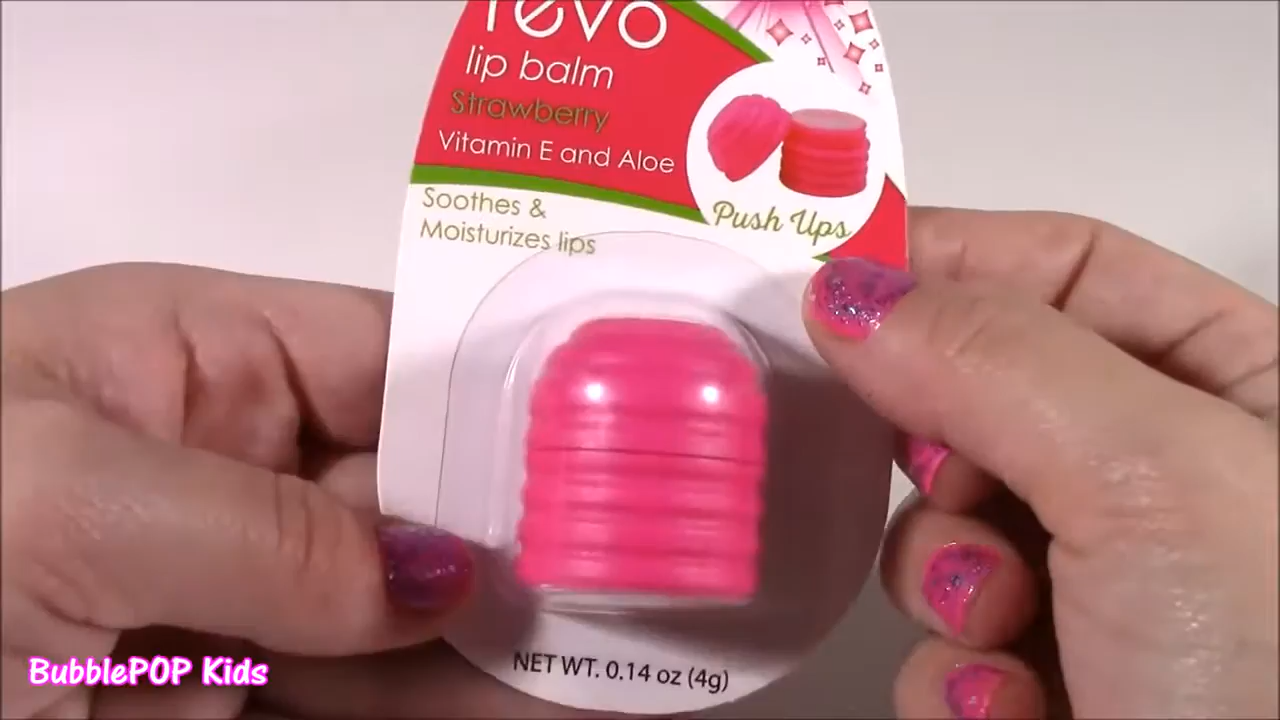 revo
lip balm
Strawberry
Vitamin E and Aloe
Push Ups
Soothes &
Moisturizes lips
NET WT. 0.14 oz (4g)
BubblePOP Kids